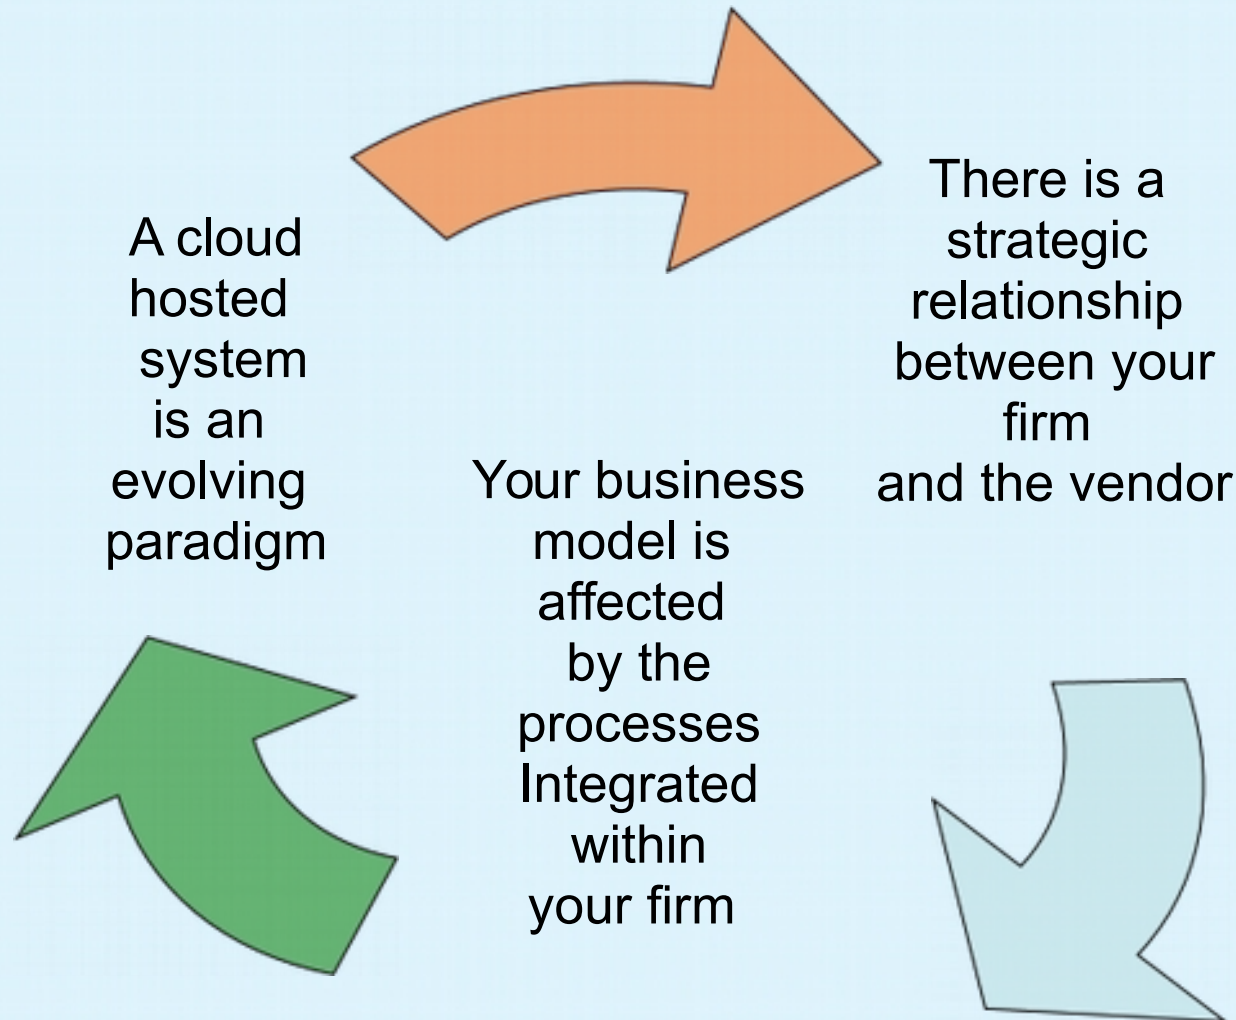 A cloud
hosted
system
is an
evolving
paradigm
There is a
strategic
relationship
between your
firm
and the vendor
Your business
model is
affected
by the
processes
Integrated
within
your firm